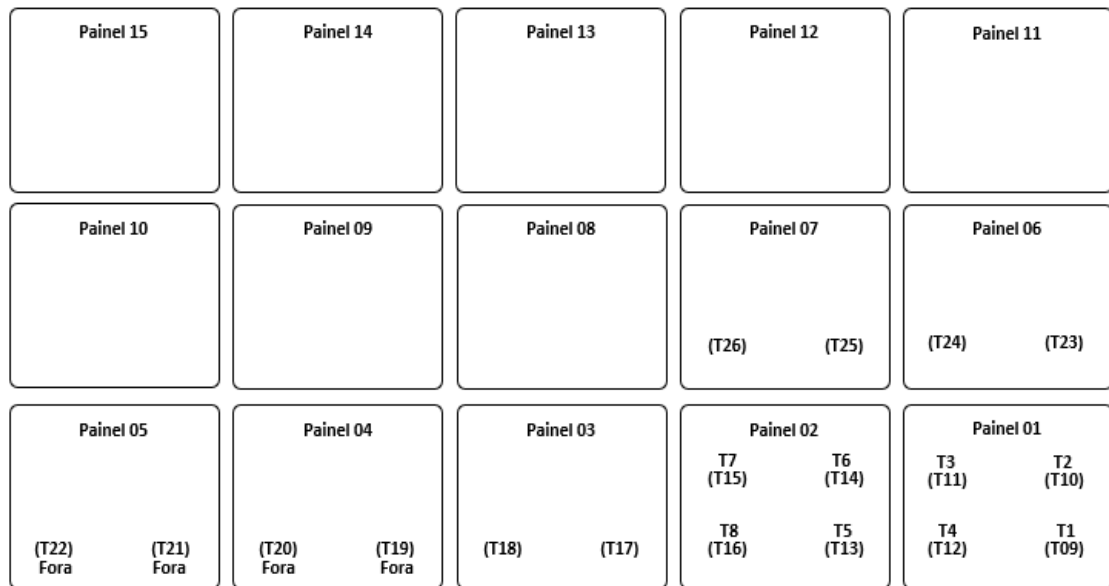 Painel 15
Painel 14
Painel 13
Painel 12
Painel 11
Painel 10
Painel 09
Painel 08
Painel 07
(T26) (T25)
Painel 06
(T24) (T23)
Painel 05
(T22) (T21)
Fora Fora
Painel 04
(T20) (T19)
Fora Fora
Painel 03
(T18) (T17)
Painel 02
T7 T6
(T15) (T14)
T8 T5
(T16) (T13)
Painel 01
T3 T2
(T11) (T10)
T4 T1
(T12) (T09)